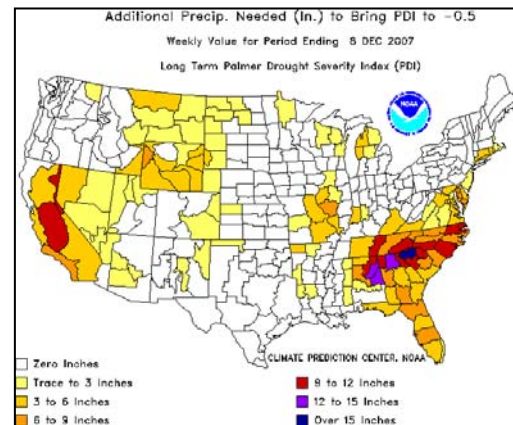 Additional Precip. Needed (In.) to Bring PDI to -0.5
Weekly Value for Period Ending 8 DEC 2007
Long Term Palmer Drought Severity Index (PDI)
NOAA
CLIMATE PREDICTION CENTER, NOAA
Zero Inches
Trace to 3 Inches
3 to 6 Inches
6 to 9 Inches
9 to 12 Inches
12 to 15 Inches
Over 15 Inches